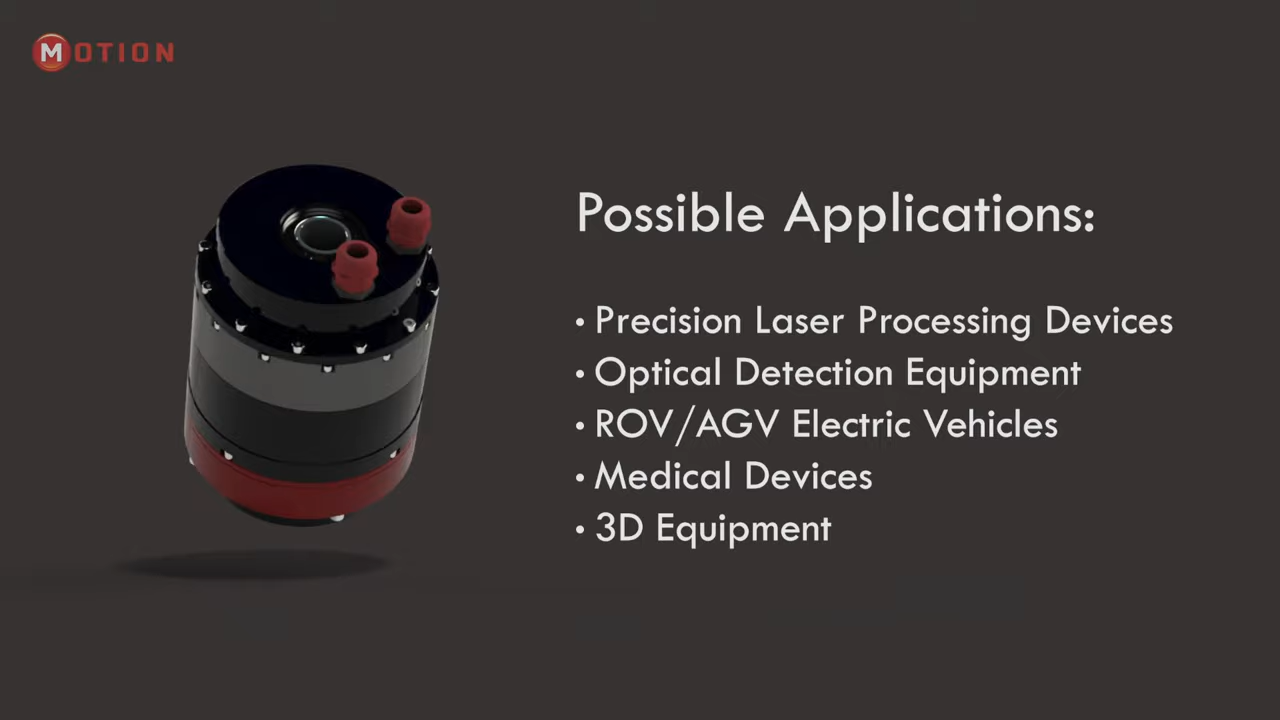 MOTION
Possible Applications:
• Precision Laser Processing Devices
• Optical Detection Equipment
• ROV/AGV Electric Vehicles
• Medical Devices
• 3D Equipment